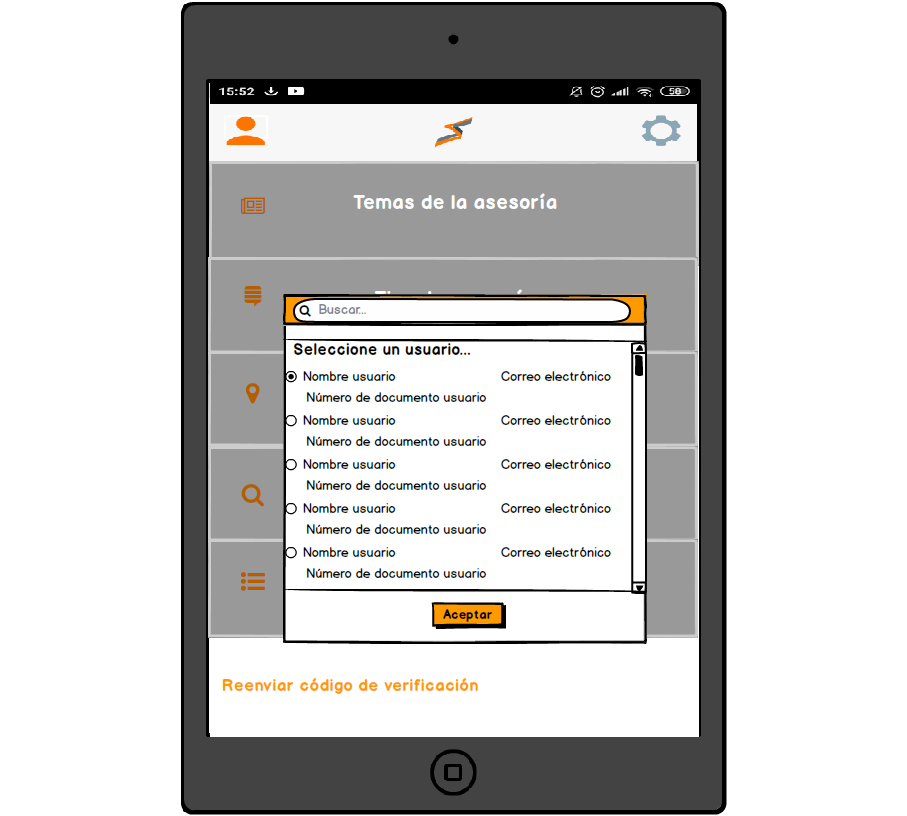 15:52
58
Temas de la asesoría
Buscar...
Seleccione un usuario...
Nombre usuario Correo electrónico
Número de documento usuario
Nombre usuario Correo electrónico
Número de documento usuario
Nombre usuario Correo electrónico
Número de documento usuario
Nombre usuario Correo electrónico
Número de documento usuario
Nombre usuario Correo electrónico
Número de documento usuario
Aceptar
Reenviar código de verificación